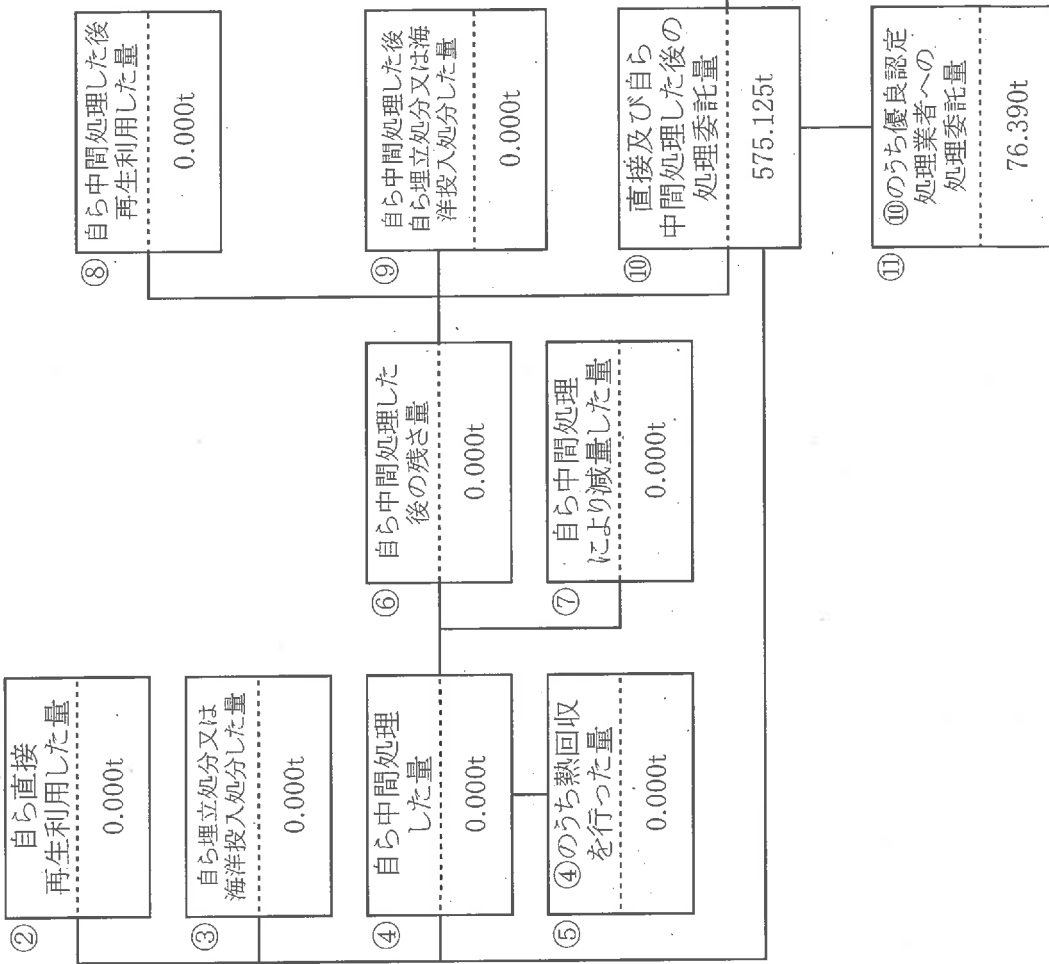 ②
自ら直接
再生利用した量
0.000t
③
自ら埋立処分又は
海洋投入処分した量
0.000t
④
自ら中間処理
した量
0.000t
⑤
④のうち熱回収
を行った量
0.000t
⑥
自ら中間処理した
後の残さ量
0.000t
⑦
自ら中間処理
により減量した量
0.000t
⑧
自ら中間処理した後
再生利用した量
0.000t
⑨
自ら中間処理した後
自ら埋立処分又は海
洋投入処分した量
0.000t
⑩
直接及び自ら
中間処理した後の
処理委託量
575.125t
⑪
⑩のうち優良認定
処理業者への
処理委託量
76.390t